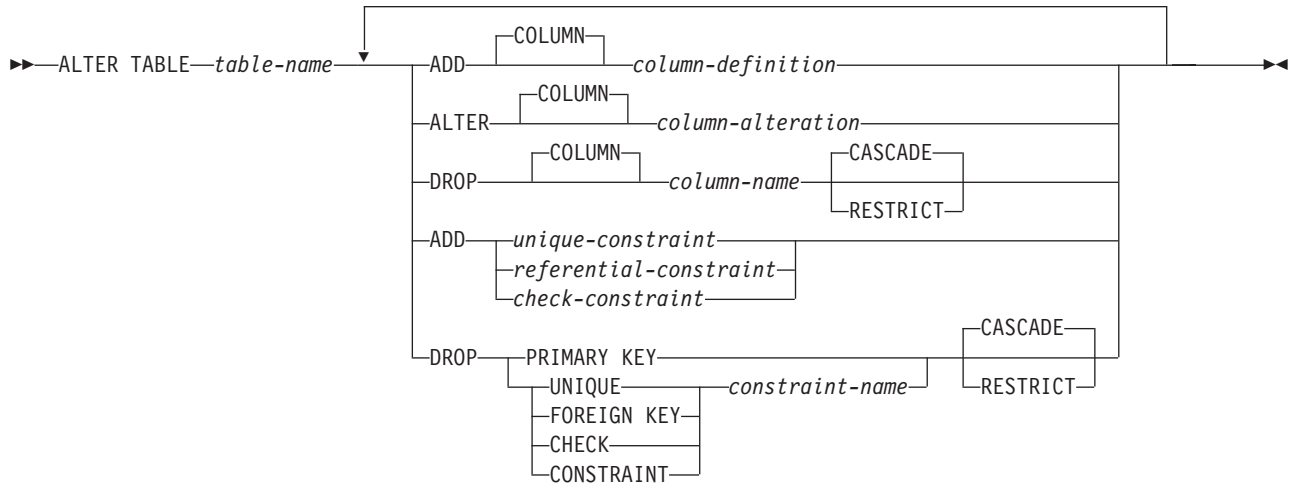 COLUMN
ALTER TABLE table-name ADD column-definition
COLUMN
ALTER column-alteration
COLUMN CASCADE
DROP column-name
RESTRICT
ADD unique-constraint
referential-constraint
check-constraint
CASCADE
DROP PRIMARY KEY
UNIQUE constraint-name RESTRICT
FOREIGN KEY
CHECK
CONSTRAINT